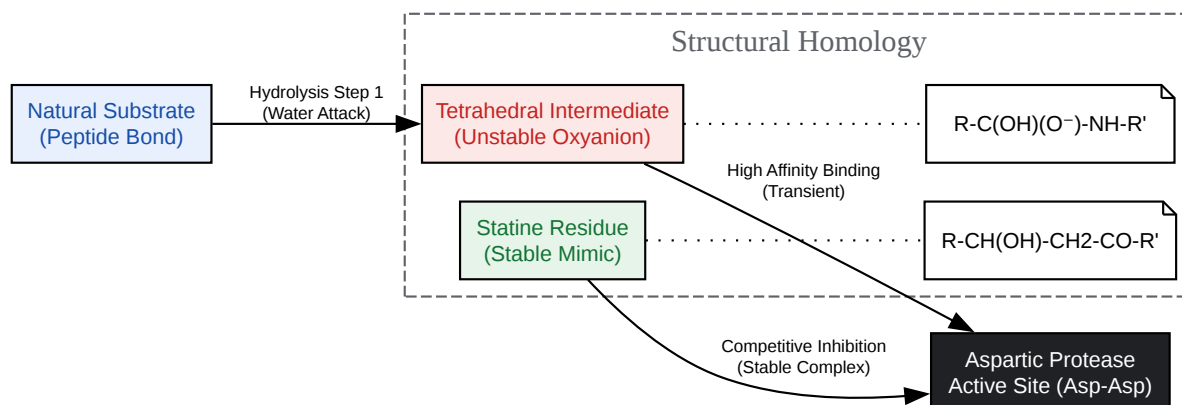 Structural Homology
Natural Substrate
(Peptide Bond)
Hydrolysis Step 1
(Water Attack)
Tetrahedral Intermediate
(Unstable Oxyanion)
R-C(OH)(O⁻)-NH-R'
High Affinity Binding
(Transient)
Statine Residue
(Stable Mimic)
R-CH(OH)-CH2-CO-R'
Competitive Inhibition
(Stable Complex)
Aspartic Protease
Active Site (Asp-Asp)